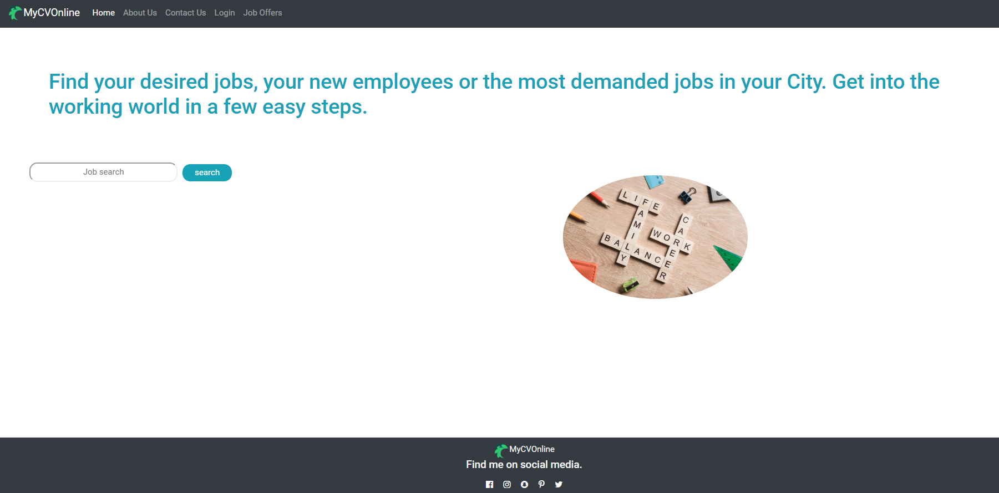 MyCVOnline Home About Us Contact Us Login Job Offers
Find your desired jobs, your new employees or the most demanded jobs in your City. Get into the
working world in a few easy steps.
Job search search
LIFE
FAMILY
BALANCE
WORK
CAREER
MyCVOnline
Find me on social media.